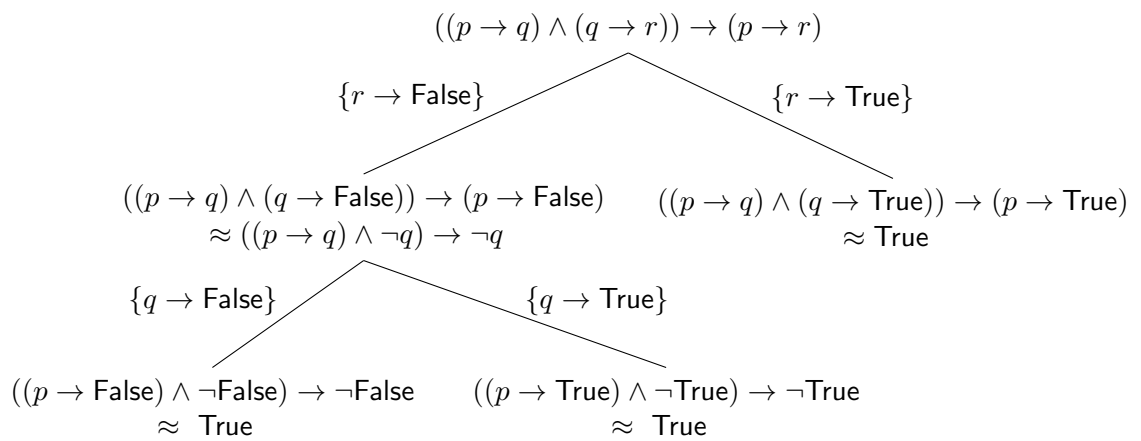 ((p → q) ∧ (q → r)) → (p → r)
{r → False}
{r → True}
((p → q) ∧ (q → False)) → (p → False)
≈ ((p → q) ∧ ¬q) → ¬q
((p → q) ∧ (q → True)) → (p → True)
≈ True
{q → False}
{q → True}
((p → False) ∧ ¬False) → ¬False
≈ True
((p → True) ∧ ¬True) → ¬True
≈ True